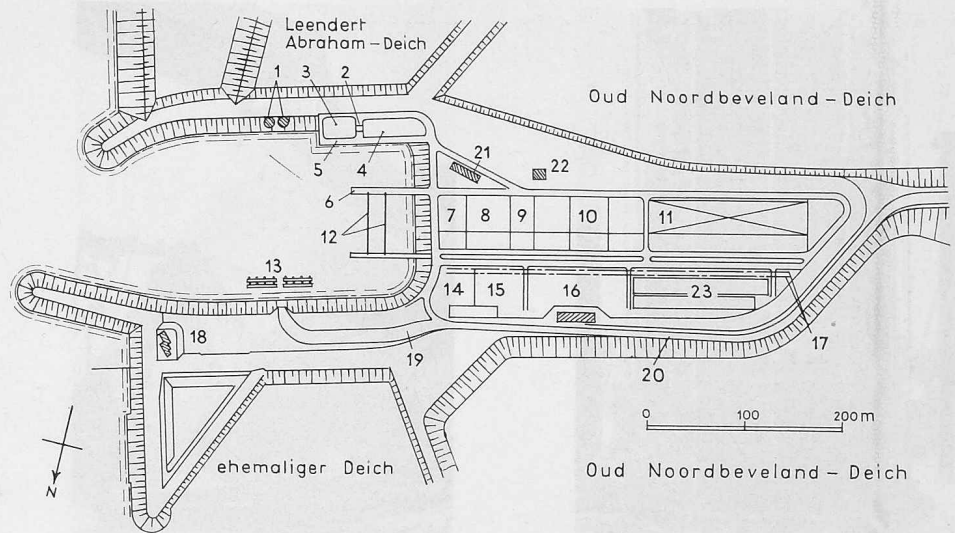 Leendert
Abraham – Deich
1 3 2
Oud Noordbeveland – Deich
5 4
21 22
6
7 8 9 10 11
12
13
14 15 16 23
18
19 20 17
0 100 200 m
N
ehemaliger Deich
Oud Noordbeveland – Deich